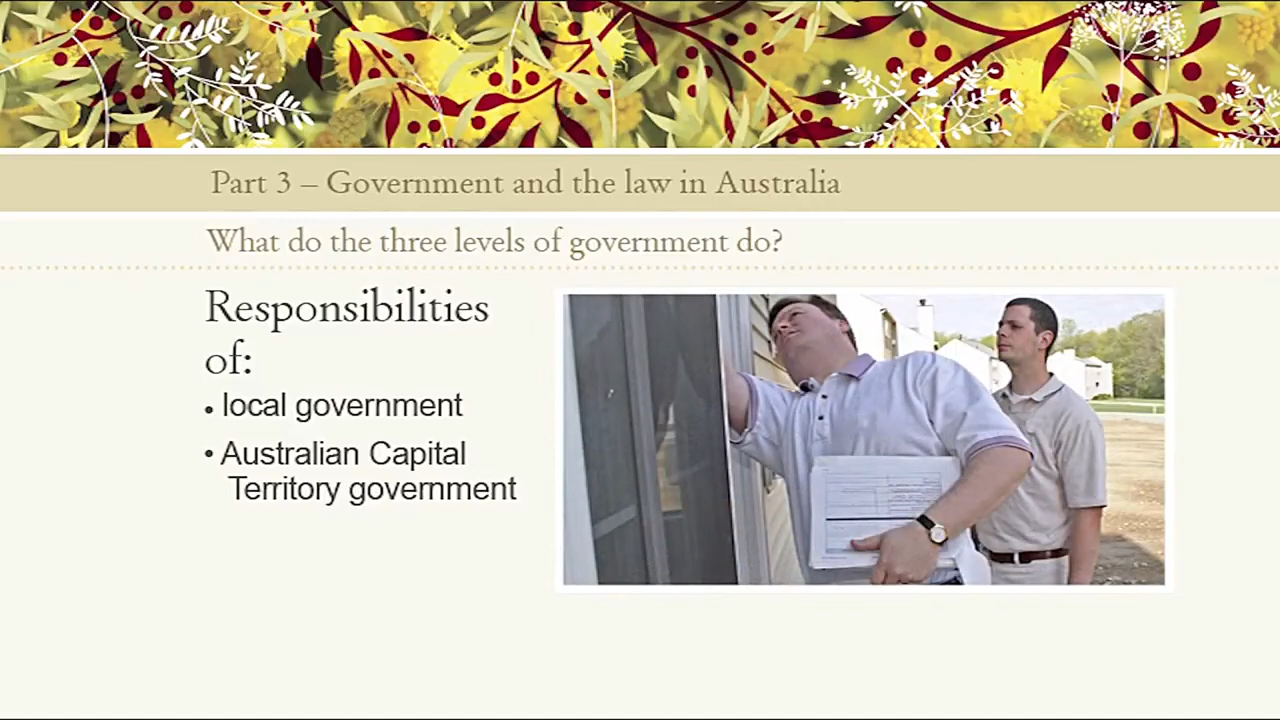 Part 3 – Government and the law in Australia
What do the three levels of government do?
Responsibilities
of:
• local government
• Australian Capital
Territory government